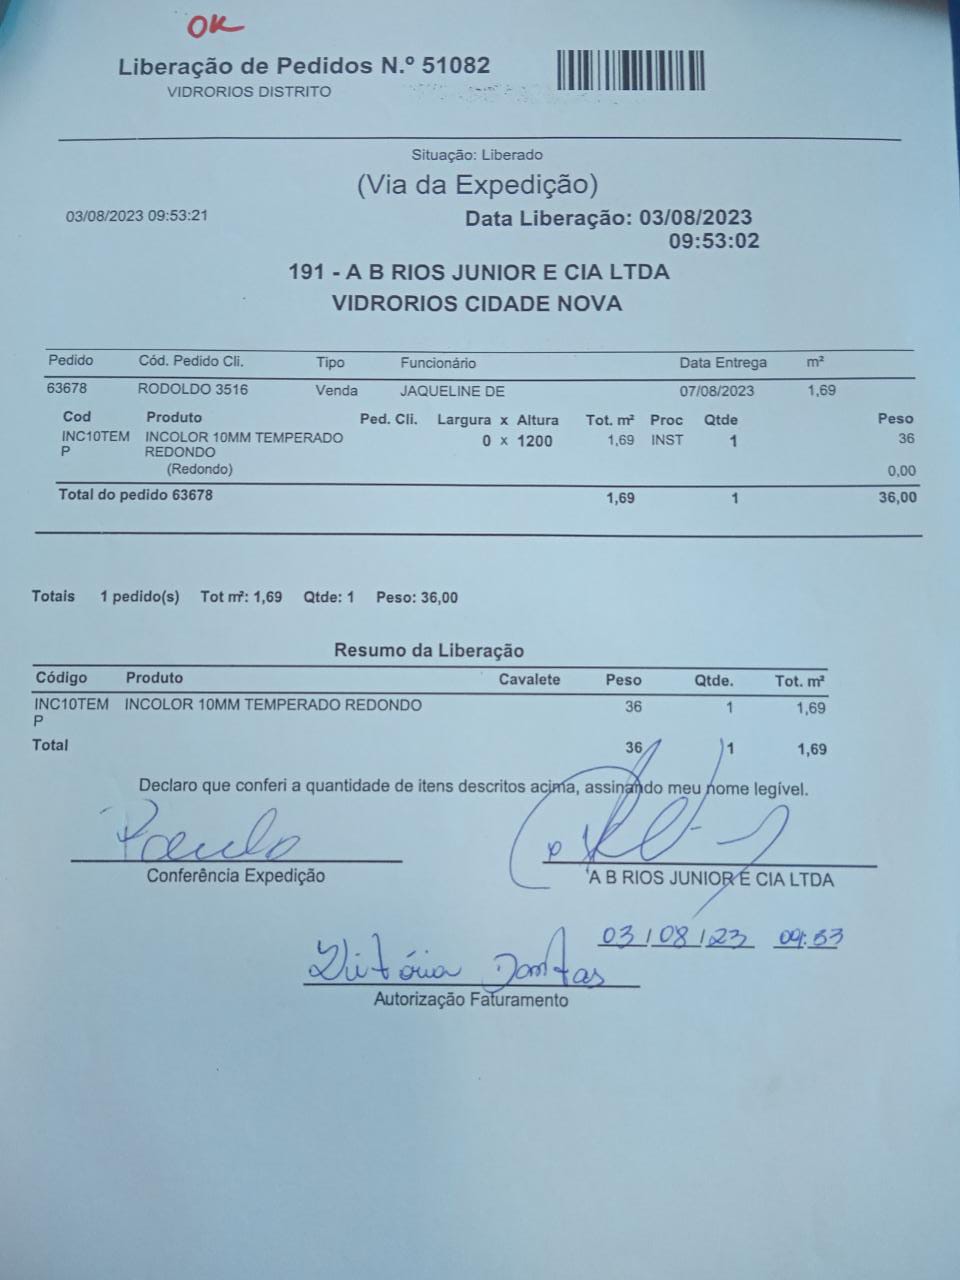 OK
Liberação de Pedidos N.º 51082
VIDRORIOS DISTRITO
Situação: Liberado
(Via da Expedição)
03/08/2023 09:53:21
Data Liberação: 03/08/2023
09:53:02
191 - A B RIOS JUNIOR E CIA LTDA
VIDRORIOS CIDADE NOVA
Pedido Cód. Pedido Cli. Tipo Funcionário Data Entrega m²
63678 RODOLDO 3516 Venda JAQUELINE DE 07/08/2023 1,69
Cod Produto Ped. Cli. Largura x Altura Tot. m² Proc Qtde Peso
INC10TEM INCOLOR 10MM TEMPERADO 0 x 1200 1,69 INST 1 36
P REDONDO
(Redondo) 0,00
Total do pedido 63678 1,69 1 36,00
Totais 1 pedido(s) Tot m²: 1,69 Qtde: 1 Peso: 36,00
Resumo da Liberação
Código Produto Cavalete Peso Qtde. Tot. m²
INC10TEM INCOLOR 10MM TEMPERADO REDONDO 36 1 1,69
P
Total 36 1 1,69
Declaro que conferi a quantidade de itens descritos acima, assinando meu nome legível.
Paulo
Conferência Expedição A B RIOS JUNIOR E CIA LTDA
03/08/23
Vitória Dantas
Autorização Faturamento